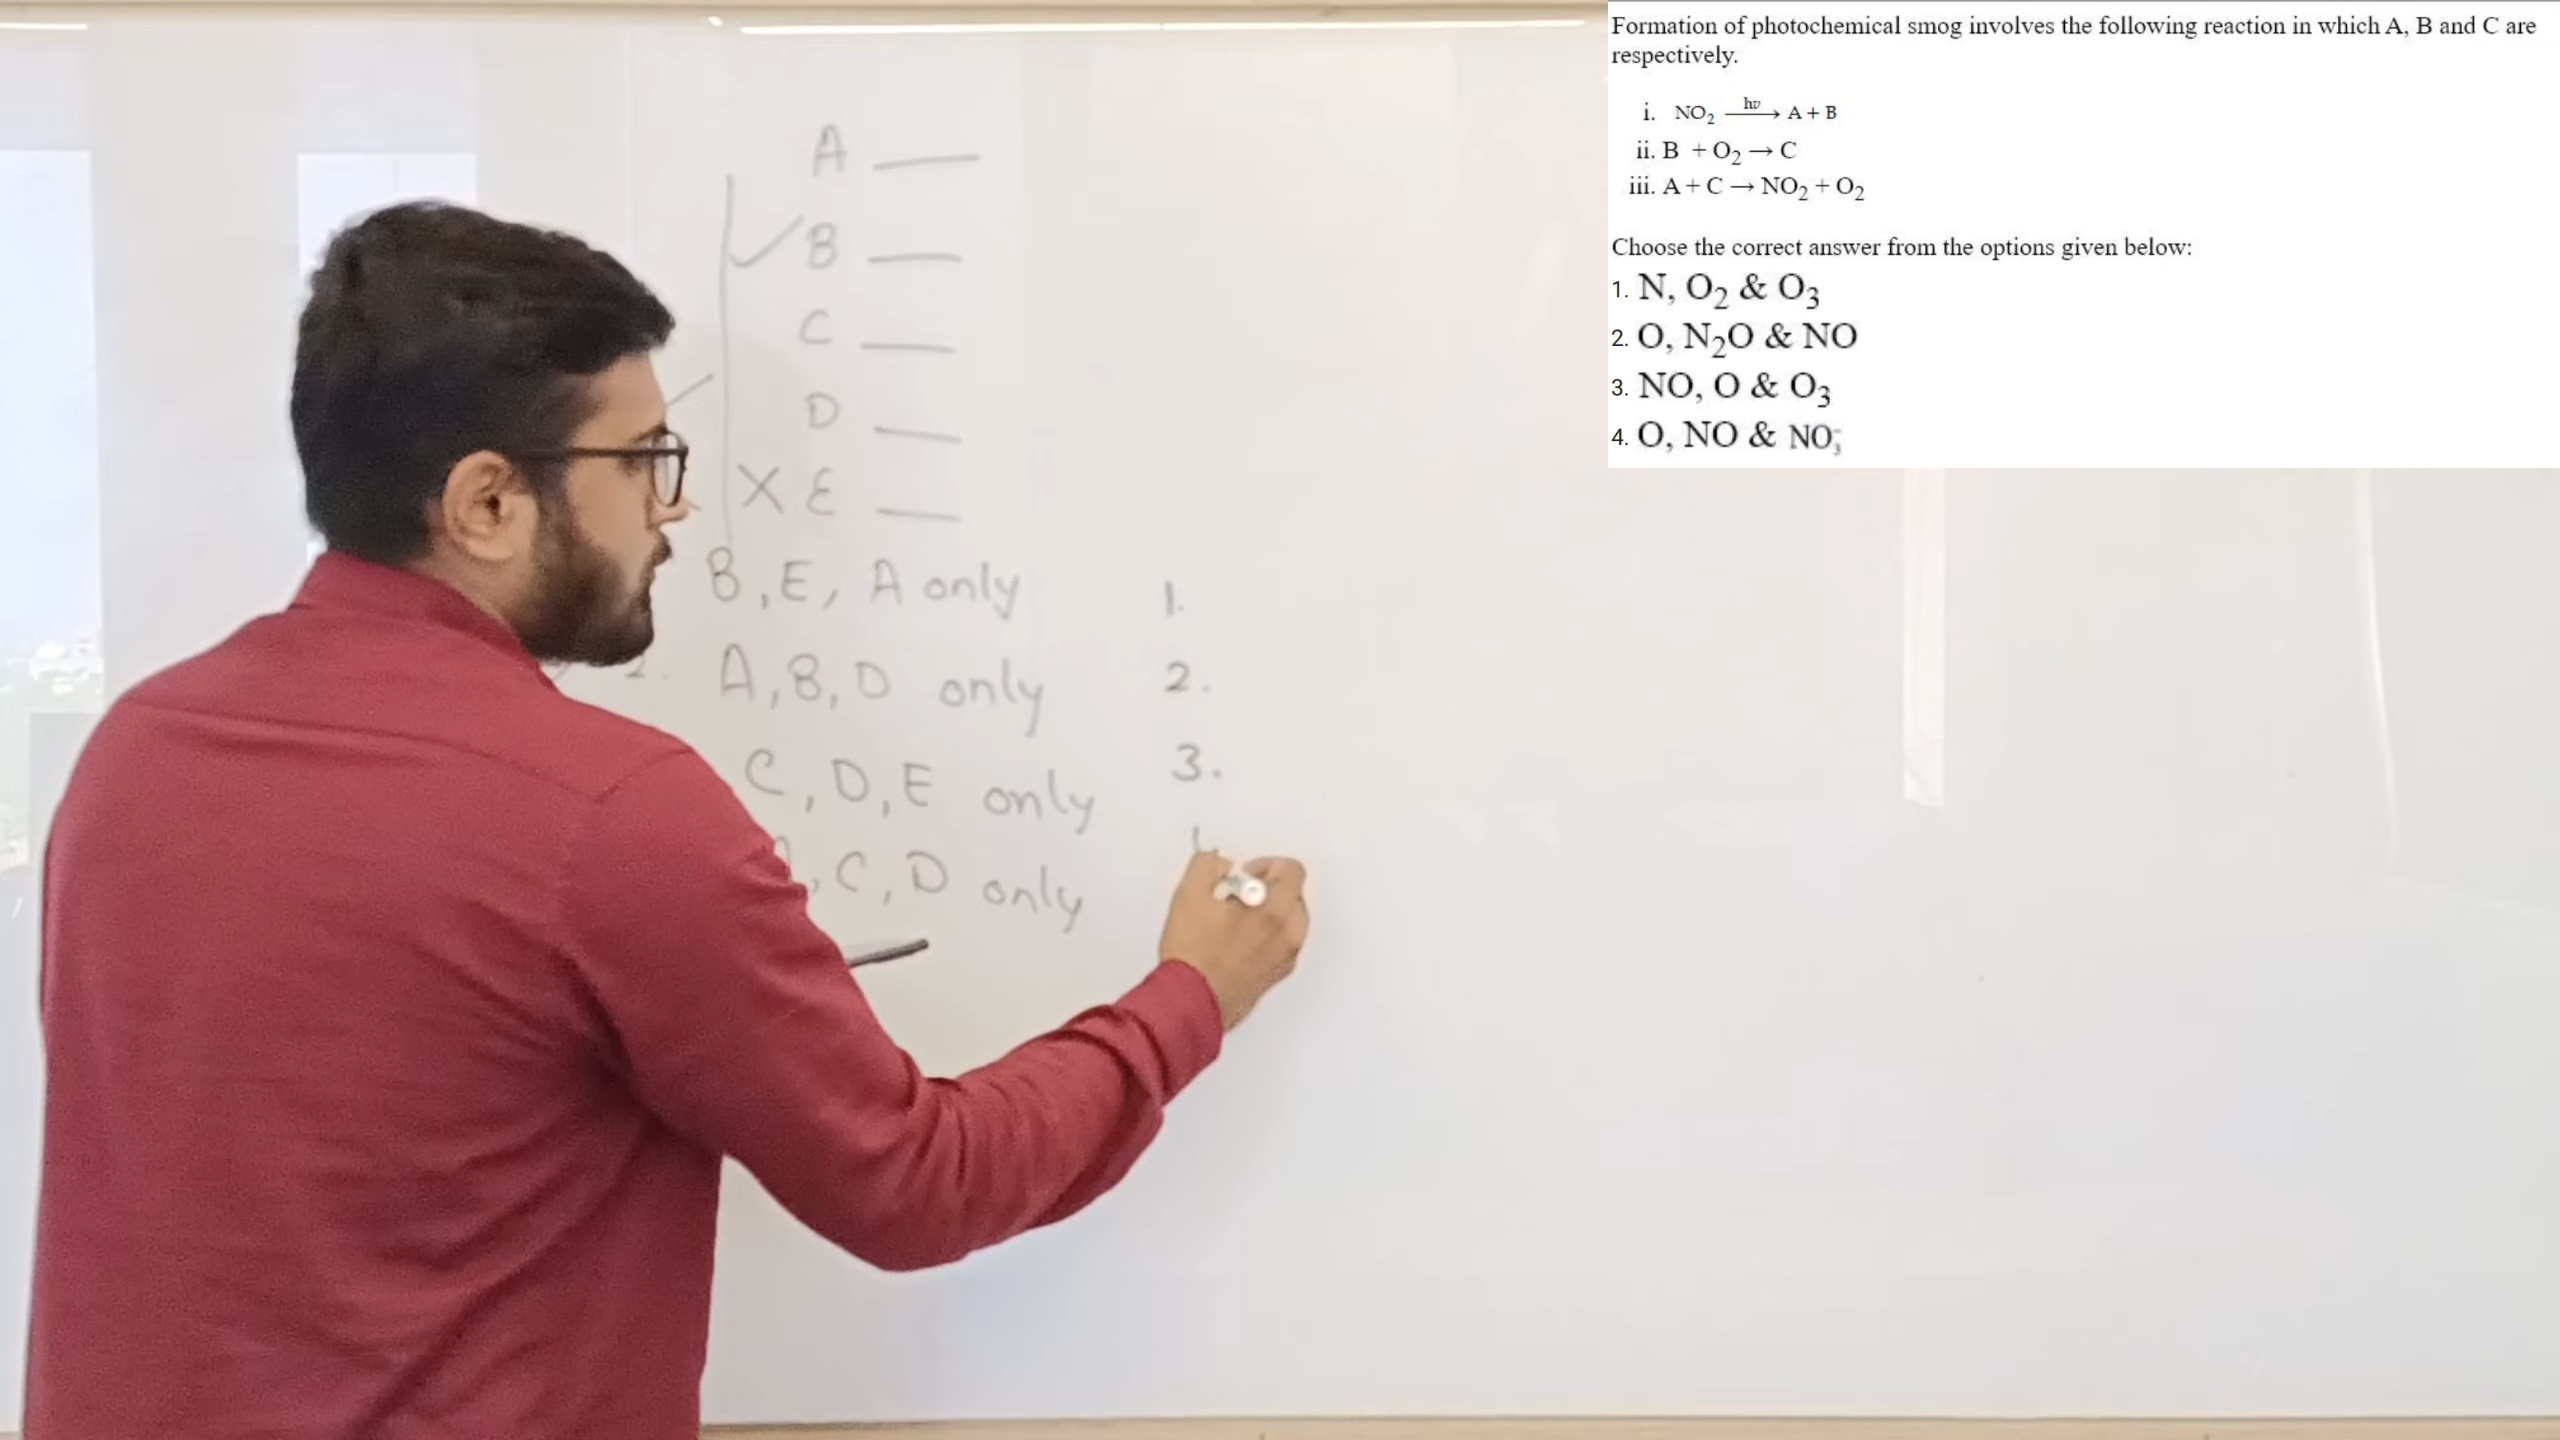 A
B
C
D
X E
B, E, A only
2. A, B, D only
C, D, E only
, C, D only
1.
2.
3.
Formation of photochemical smog involves the following reaction in which A, B and C are
respectively.
i. NO₂ —hν→ A + B
ii. B + O₂ → C
iii. A + C → NO₂ + O₂
Choose the correct answer from the options given below:
1. N, O₂ & O₃
2. O, N₂O & NO
3. NO, O & O₃
4. O, NO & NO₃⁻